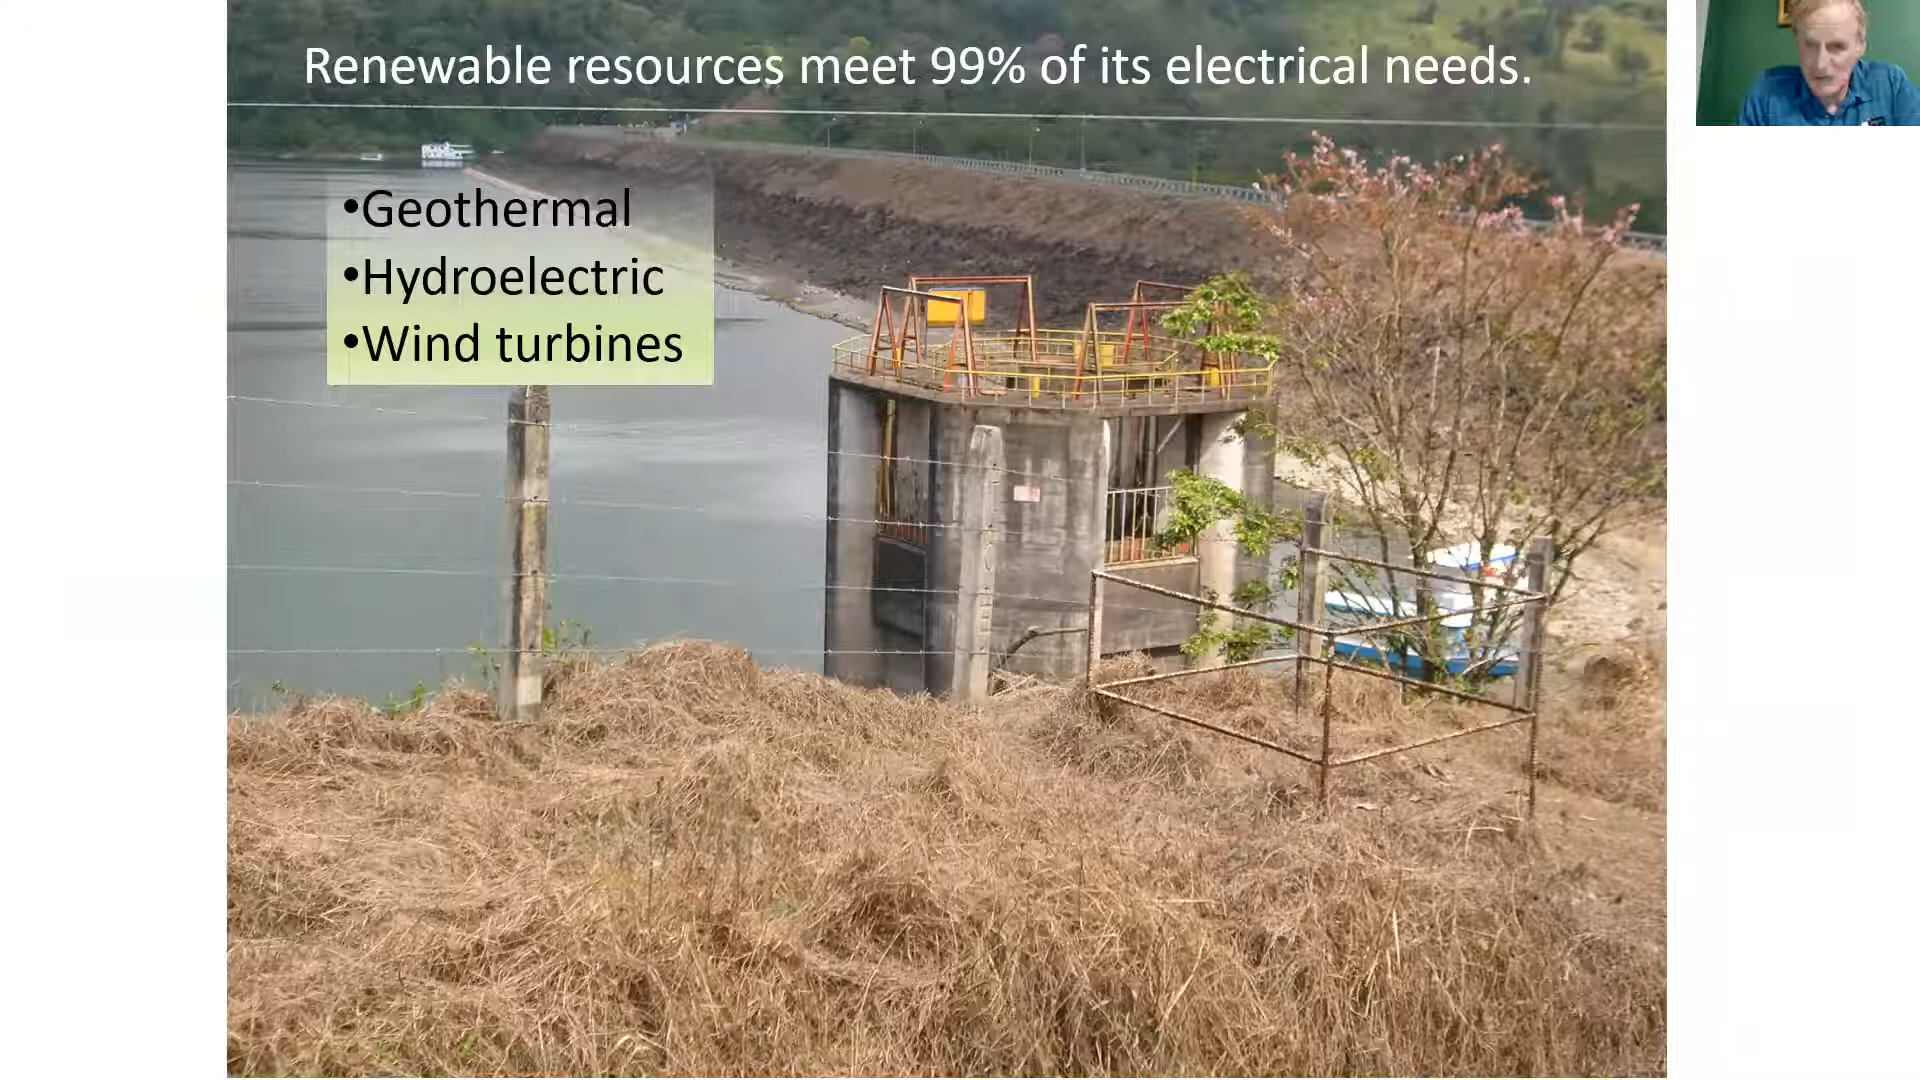 Renewable resources meet 99% of its electrical needs.
•Geothermal
•Hydroelectric
•Wind turbines